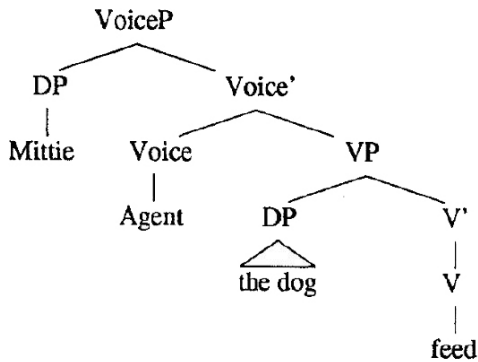 VoiceP
DP Voice'
Mittie Voice VP
Agent DP V'
the dog V
feed